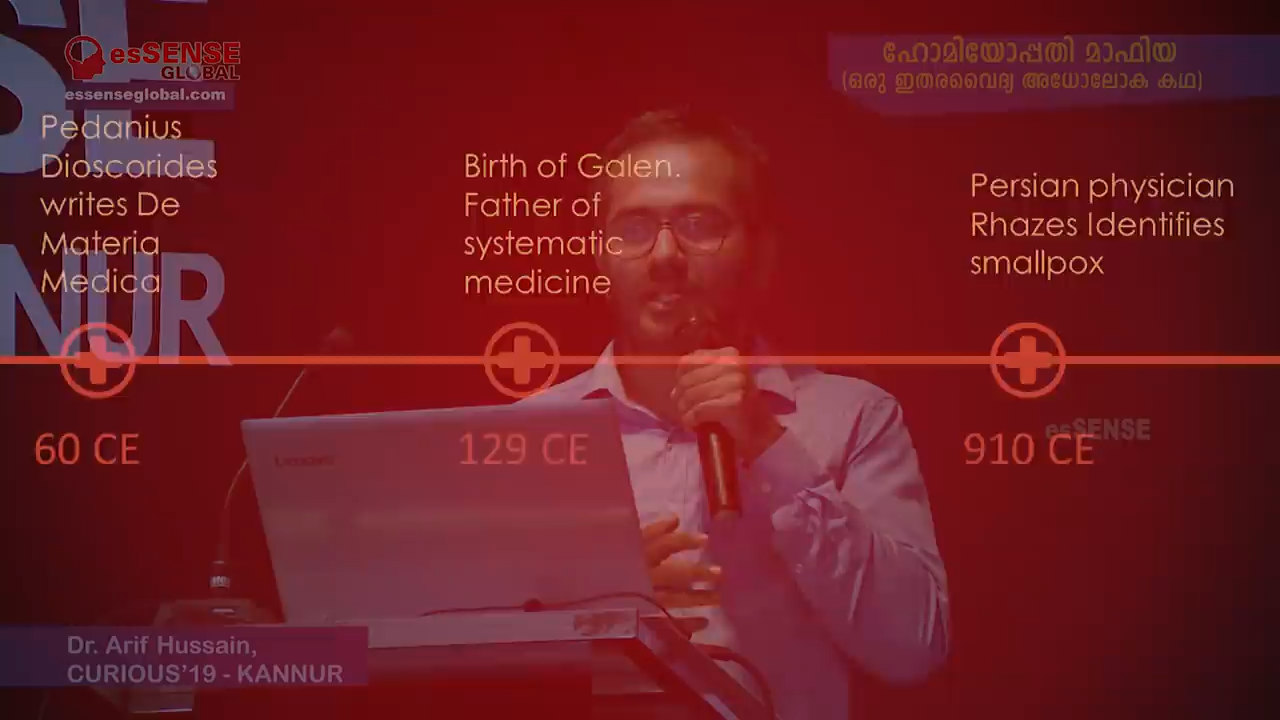 esSENSE
GLOBAL
essenseglobal.com
ഹോമിയോപ്പതി മാഫിയ
(ഒരു ഇതരവൈദ്യ അധോലോക കഥ)
Pedanius
Dioscorides
writes De
Materia
Medica
Birth of Galen.
Father of
systematic
medicine
Persian physician
Rhazes Identifies
smallpox
60 CE
129 CE
910 CE
esSENSE
NUR
Lenovo
Dr. Arif Hussain,
CURIOUS'19 - KANNUR